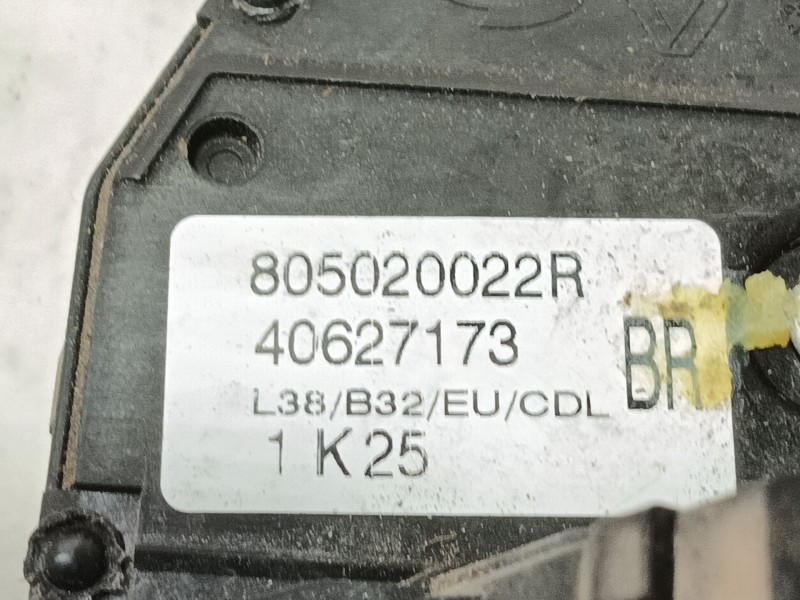 805020022R
40627173
BR
L38/B32/EU/CDL
1 K25